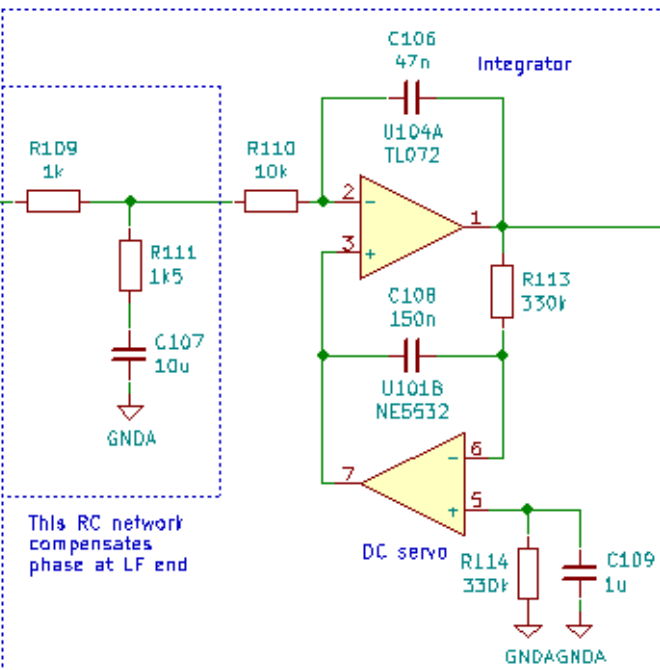 C106
47n
Integrator
U104A
TL072
R109
1k
R110
10k
2
-
1
3
+
R111
1k5
C107
10u
GNDA
R113
330k
C108
150n
U101B
NE5532
6
-
7
5
+
This RC network
compensates
phase at LF end
DC servo
R114
330k
C109
1u
GNDAGNDA